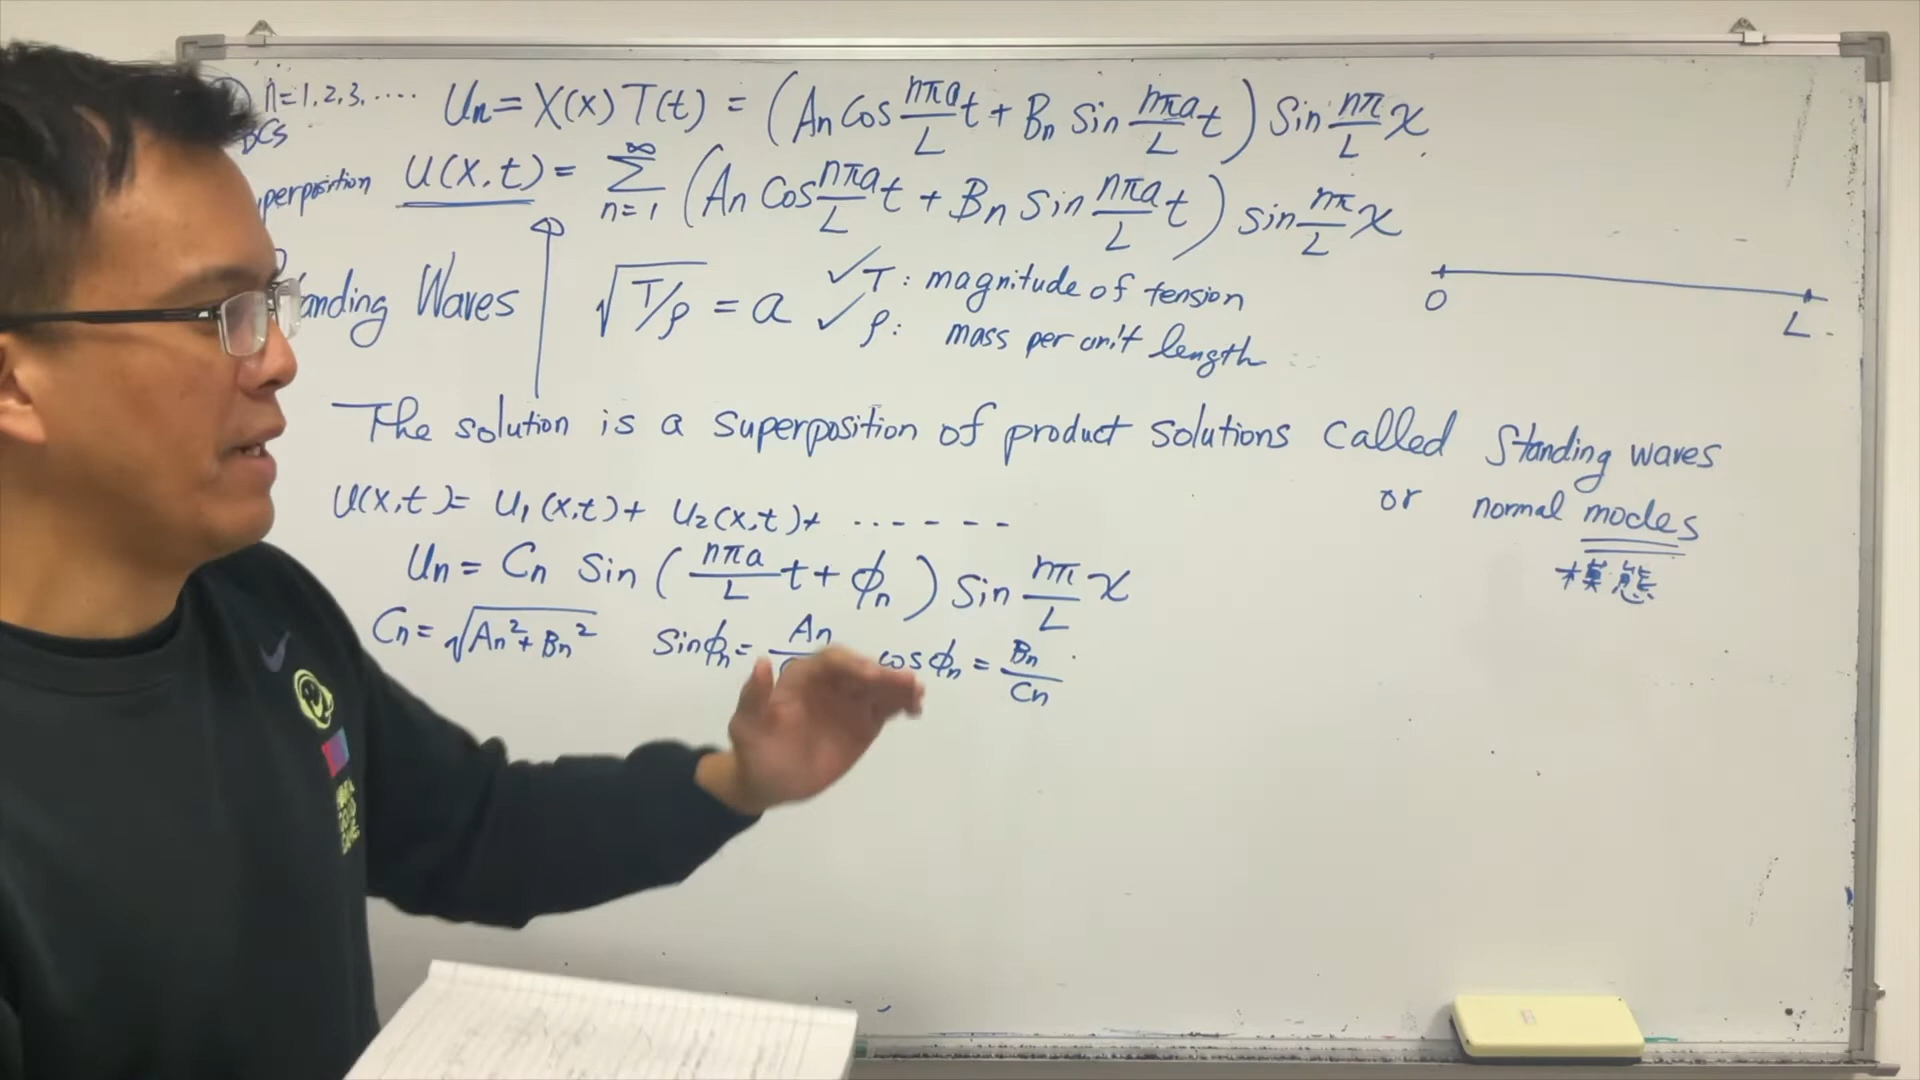 n=1,2,3,.... Un = X(x)T(t) = (An Cos nπa/L t + Bn Sin nπa/L t) Sin nπ/L x.
BCs
perposition U(x,t) = ∑_{n=1}^{∞} (An Cos nπa/L t + Bn Sin nπa/L t) sin nπ/L x
anding Waves √(T/ρ) = a ✓ T: magnitude of tension
✓ ρ: mass per unit length
0 L
The solution is a superposition of product solutions called Standing waves
or normal modes
模態
U(x,t)= U1(x,t)+ U2(x,t)+ ......
Un = Cn Sin (nπa/L t + ϕn) Sin nπ/L x
Cn = √(An²+Bn²) Sinϕn = An cosϕn = Bn/Cn